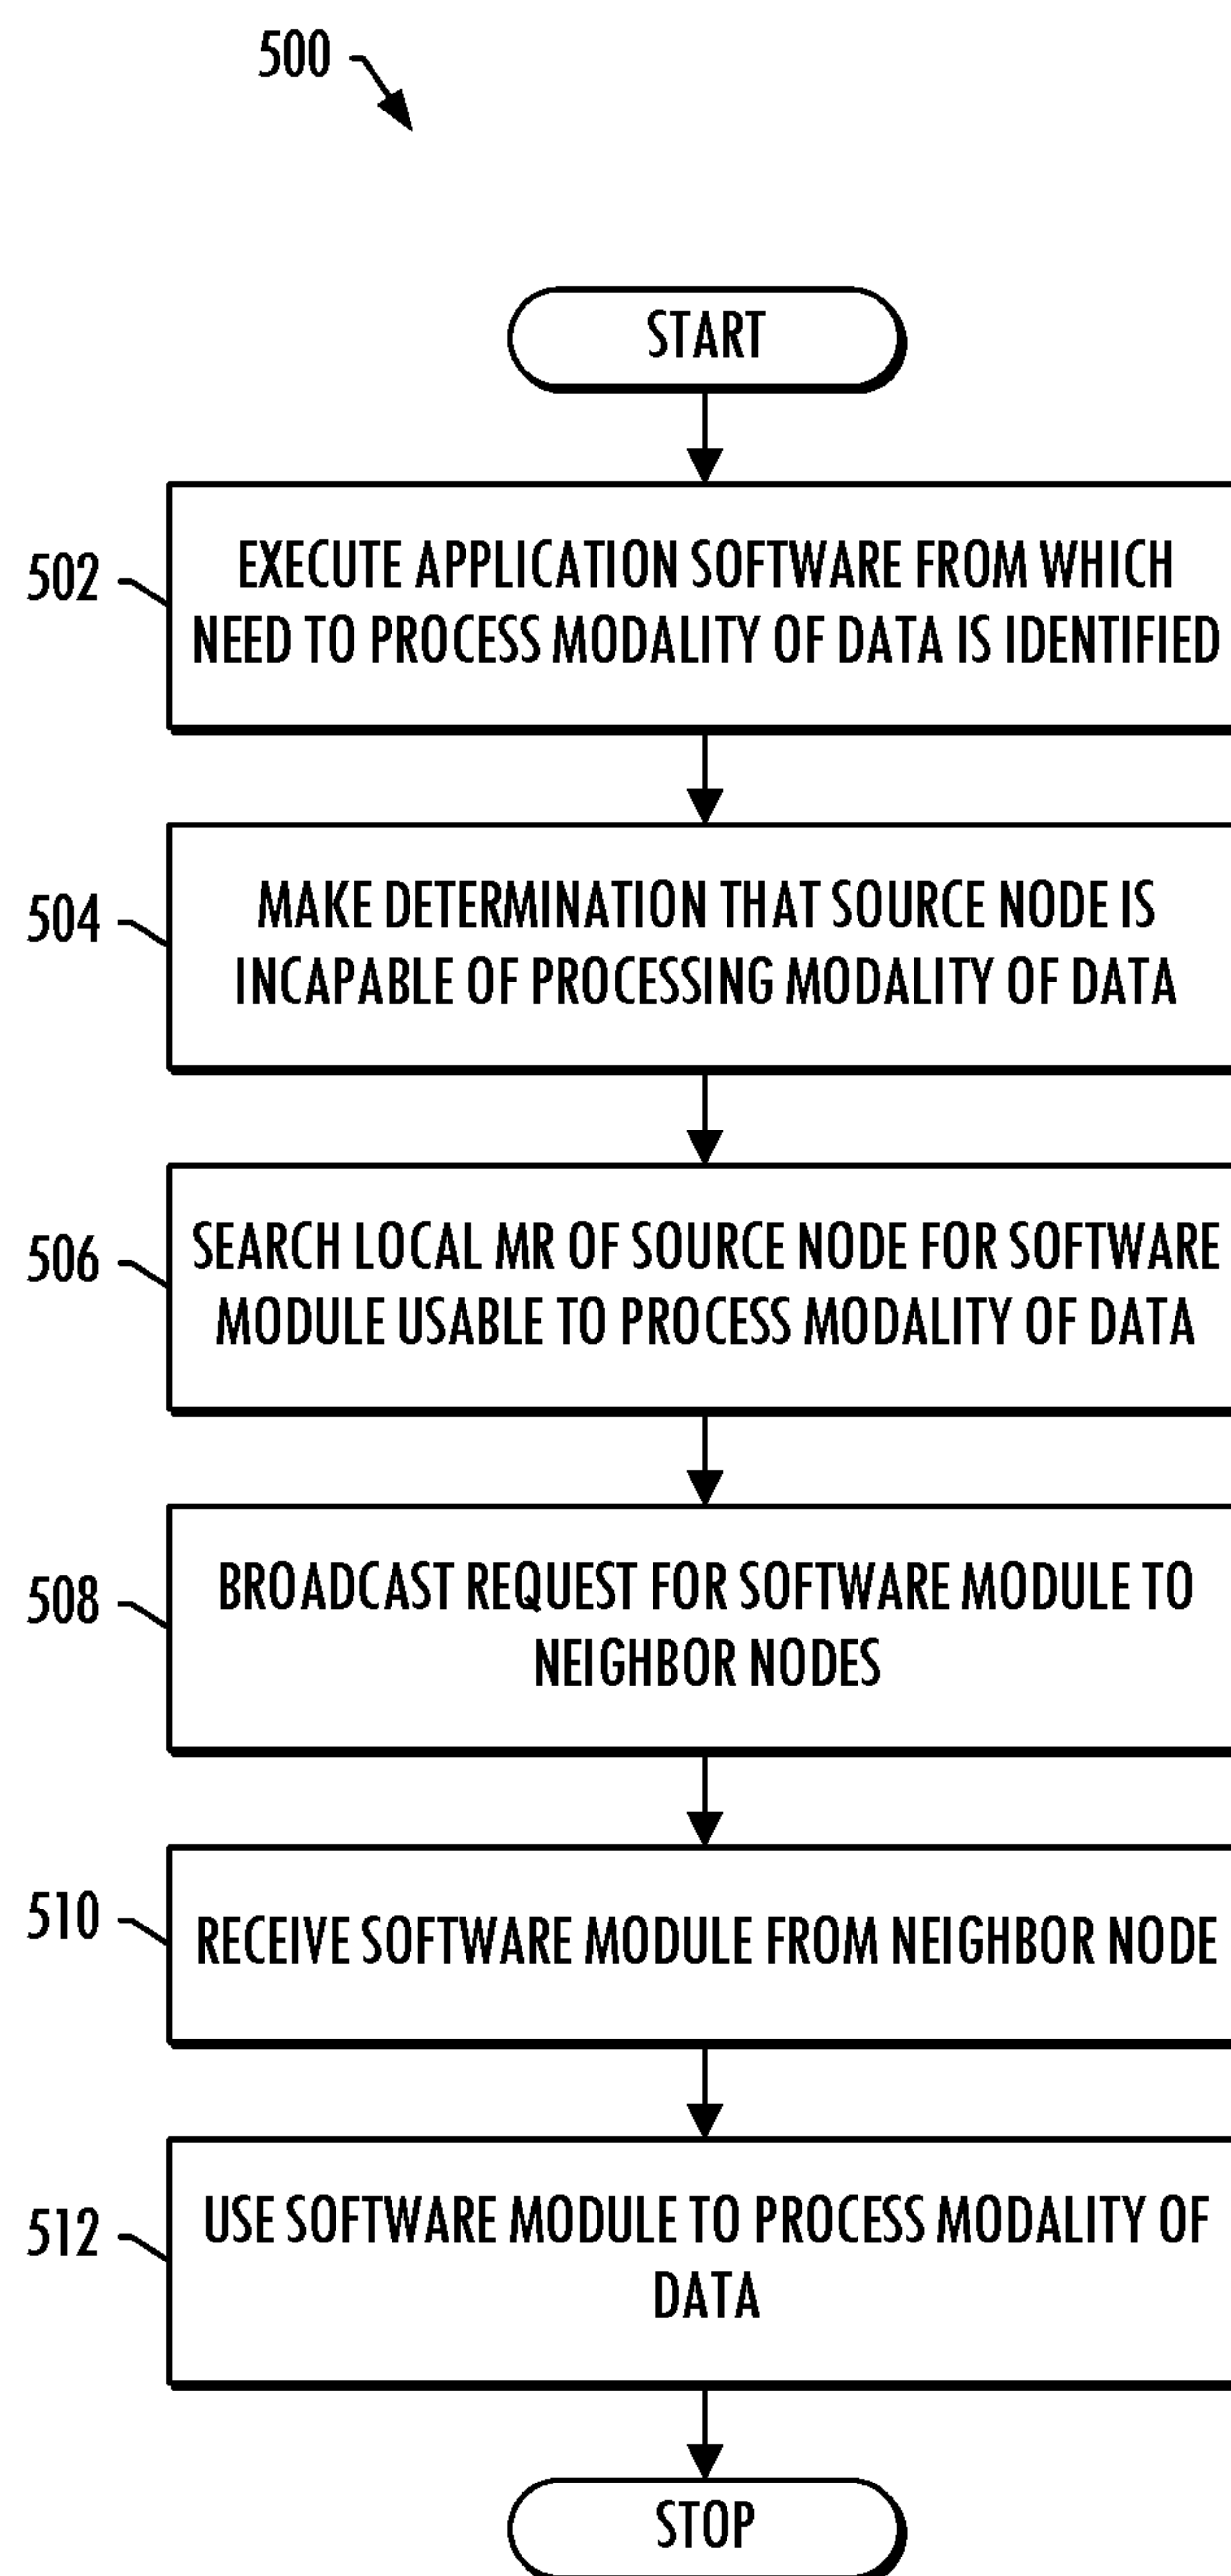 500
START
502
EXECUTE APPLICATION SOFTWARE FROM WHICH
NEED TO PROCESS MODALITY OF DATA IS IDENTIFIED
504
MAKE DETERMINATION THAT SOURCE NODE IS
INCAPABLE OF PROCESSING MODALITY OF DATA
506
SEARCH LOCAL MR OF SOURCE NODE FOR SOFTWARE
MODULE USABLE TO PROCESS MODALITY OF DATA
508
BROADCAST REQUEST FOR SOFTWARE MODULE TO
NEIGHBOR NODES
510
RECEIVE SOFTWARE MODULE FROM NEIGHBOR NODE
512
USE SOFTWARE MODULE TO PROCESS MODALITY OF
DATA
STOP